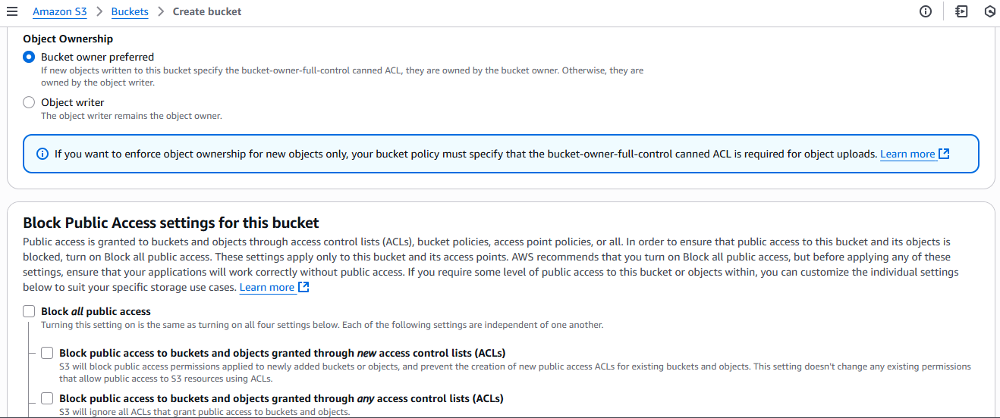 Amazon S3 > Buckets > Create bucket
Object Ownership
Bucket owner preferred
If new objects written to this bucket specify the bucket-owner-full-control canned ACL, they are owned by the bucket owner. Otherwise, they are
owned by the object writer.
Object writer
The object writer remains the object owner.
If you want to enforce object ownership for new objects only, your bucket policy must specify that the bucket-owner-full-control canned ACL is required for object uploads. Learn more
Block Public Access settings for this bucket
Public access is granted to buckets and objects through access control lists (ACLs), bucket policies, access point policies, or all. In order to ensure that public access to this bucket and its objects is
blocked, turn on Block all public access. These settings apply only to this bucket and its access points. AWS recommends that you turn on Block all public access, but before applying any of these
settings, ensure that your applications will work correctly without public access. If you require some level of public access to this bucket or objects within, you can customize the individual settings
below to suit your specific storage use cases. Learn more
Block all public access
Turning this setting on is the same as turning on all four settings below. Each of the following settings are independent of one another.
Block public access to buckets and objects granted through new access control lists (ACLs)
S3 will block public access permissions applied to newly added buckets or objects, and prevent the creation of new public access ACLs for existing buckets and objects. This setting doesn't change any existing permissions
that allow public access to S3 resources using ACLs.
Block public access to buckets and objects granted through any access control lists (ACLs)
S3 will ignore all ACLs that grant public access to buckets and objects.